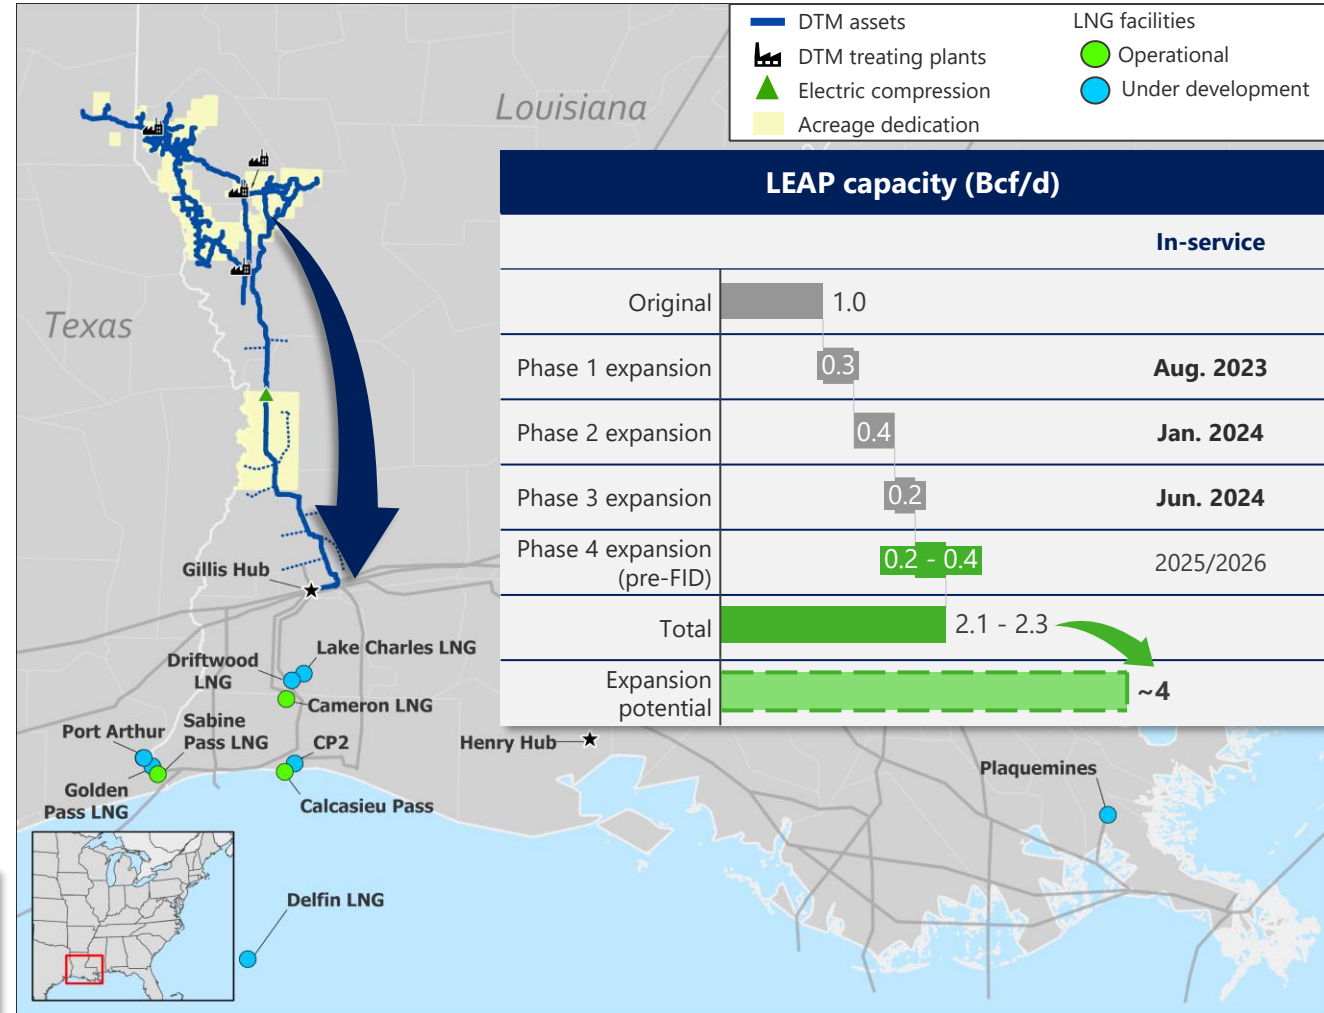 DTM assets
DTM treating plants
Electric compression
Acreage dedication
LNG facilities
Operational
Under development
Louisiana
Texas
LEAP capacity (Bcf/d)
In-service
Original
1.0
Phase 1 expansion
0.3
Aug. 2023
Phase 2 expansion
0.4
Jan. 2024
Phase 3 expansion
0.2
Jun. 2024
Phase 4 expansion
(pre-FID)
0.2 - 0.4
2025/2026
Total
2.1 - 2.3
Expansion
potential
~4
Gillis Hub
Lake Charles LNG
Driftwood
LNG
Cameron LNG
Port Arthur
Sabine
Pass LNG
CP2
Henry Hub
Golden
Pass LNG
Calcasieu Pass
Plaquemines
Delfin LNG